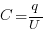 C = q/U